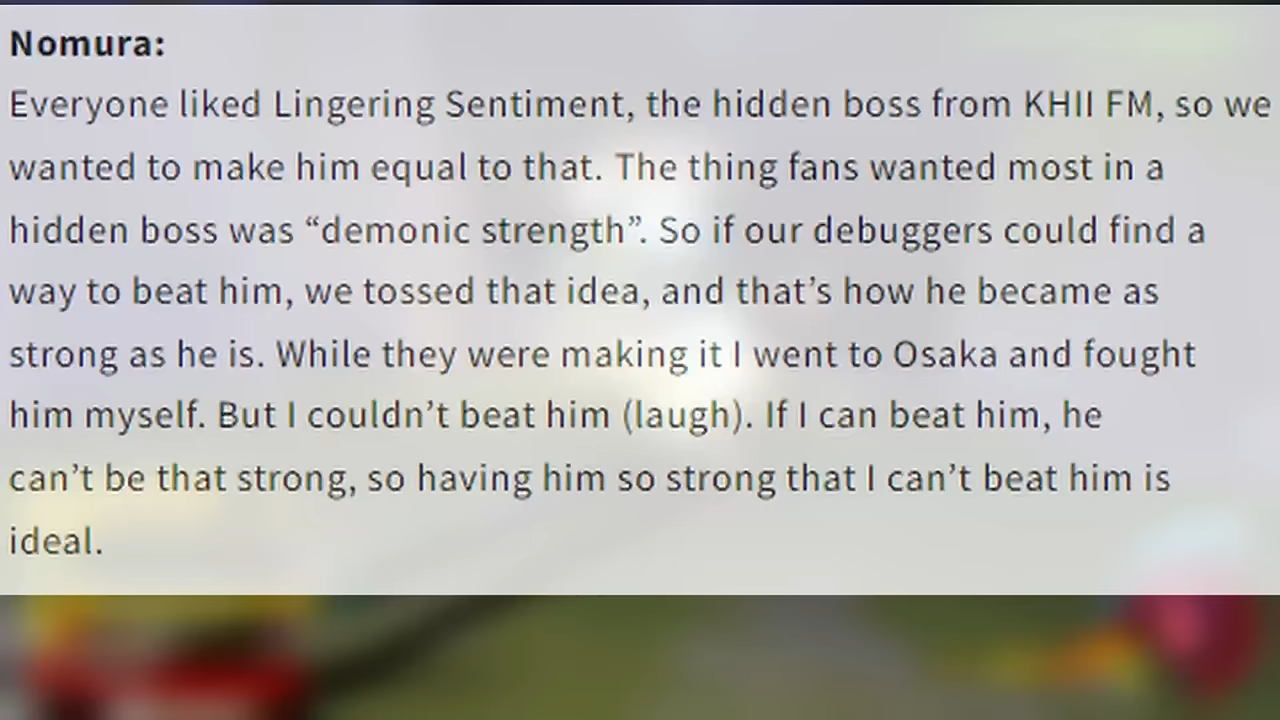 Nomura:
Everyone liked Lingering Sentiment, the hidden boss from KHII FM, so we
wanted to make him equal to that. The thing fans wanted most in a
hidden boss was “demonic strength”. So if our debuggers could find a
way to beat him, we tossed that idea, and that’s how he became as
strong as he is. While they were making it I went to Osaka and fought
him myself. But I couldn’t beat him (laugh). If I can beat him, he
can’t be that strong, so having him so strong that I can’t beat him is
ideal.